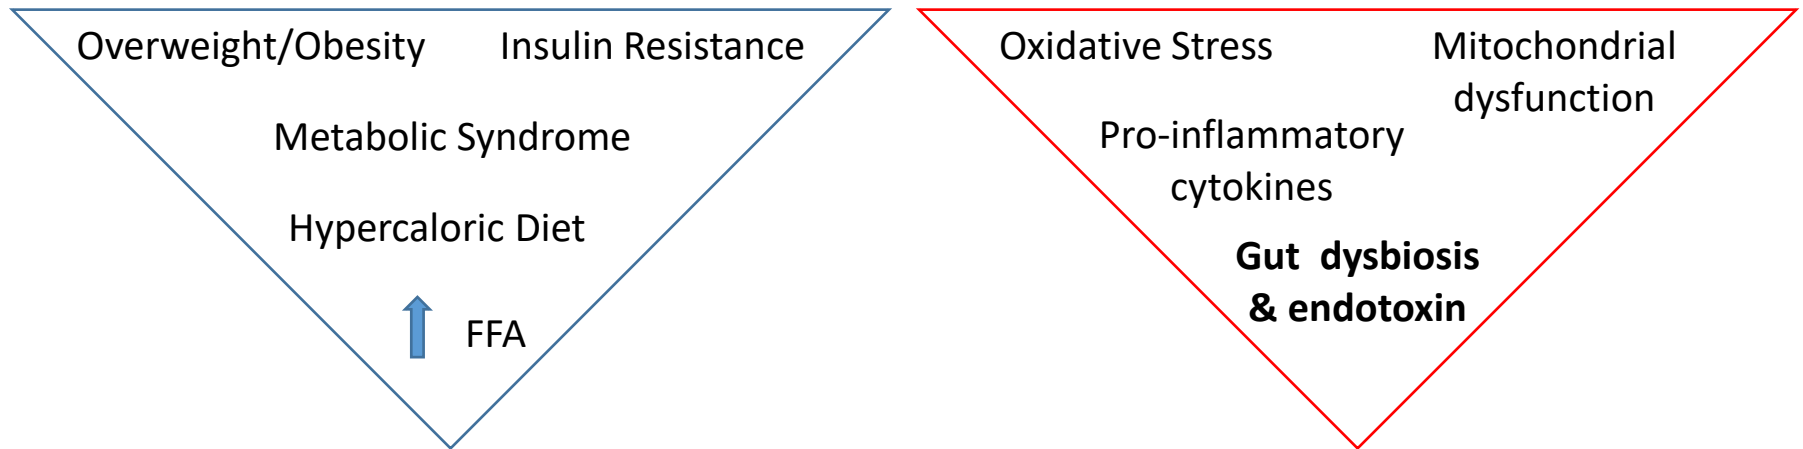 Overweight/Obesity
Insulin Resistance
Metabolic Syndrome
Hypercaloric Diet
FFA
Oxidative Stress
Mitochondrial
dysfunction
Pro-inflammatory
cytokines
Gut dysbiosis
& endotoxin